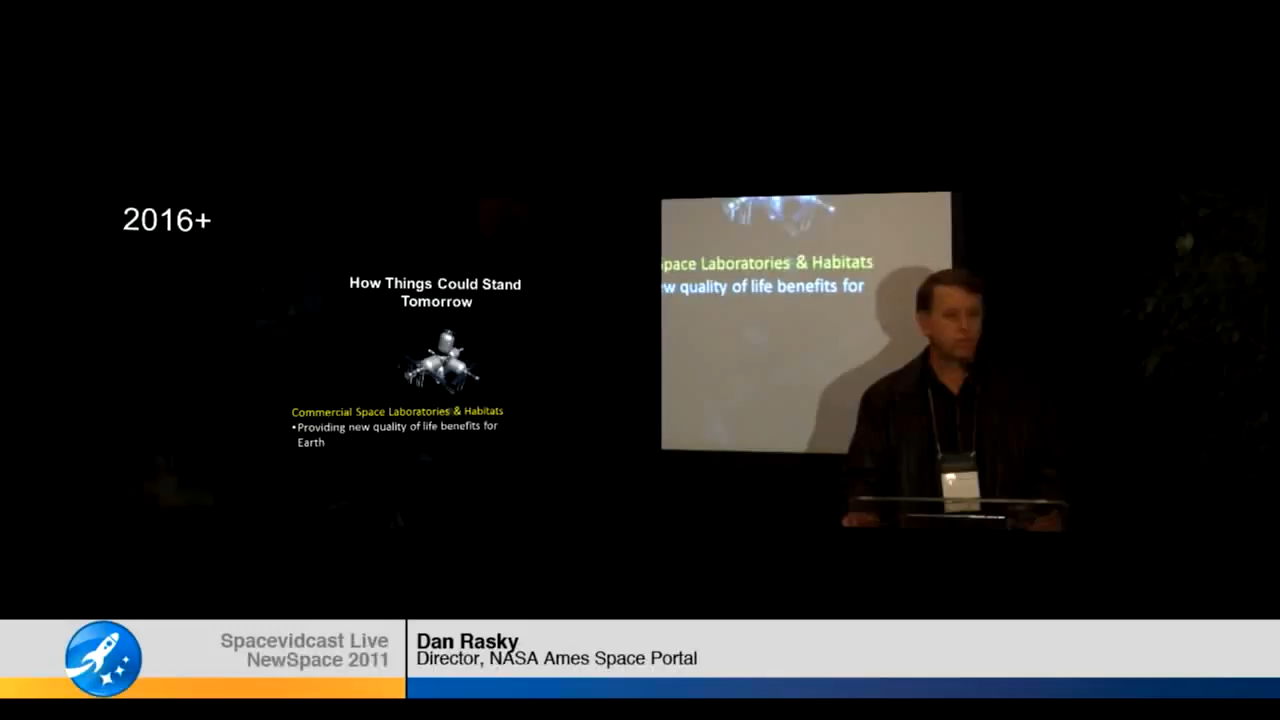 2016+
How Things Could Stand
Tomorrow
Commercial Space Laboratories & Habitats
•Providing new quality of life benefits for
Earth
pace Laboratories & Habitats
w quality of life benefits for
Spacevidcast Live
NewSpace 2011
Dan Rasky
Director, NASA Ames Space Portal